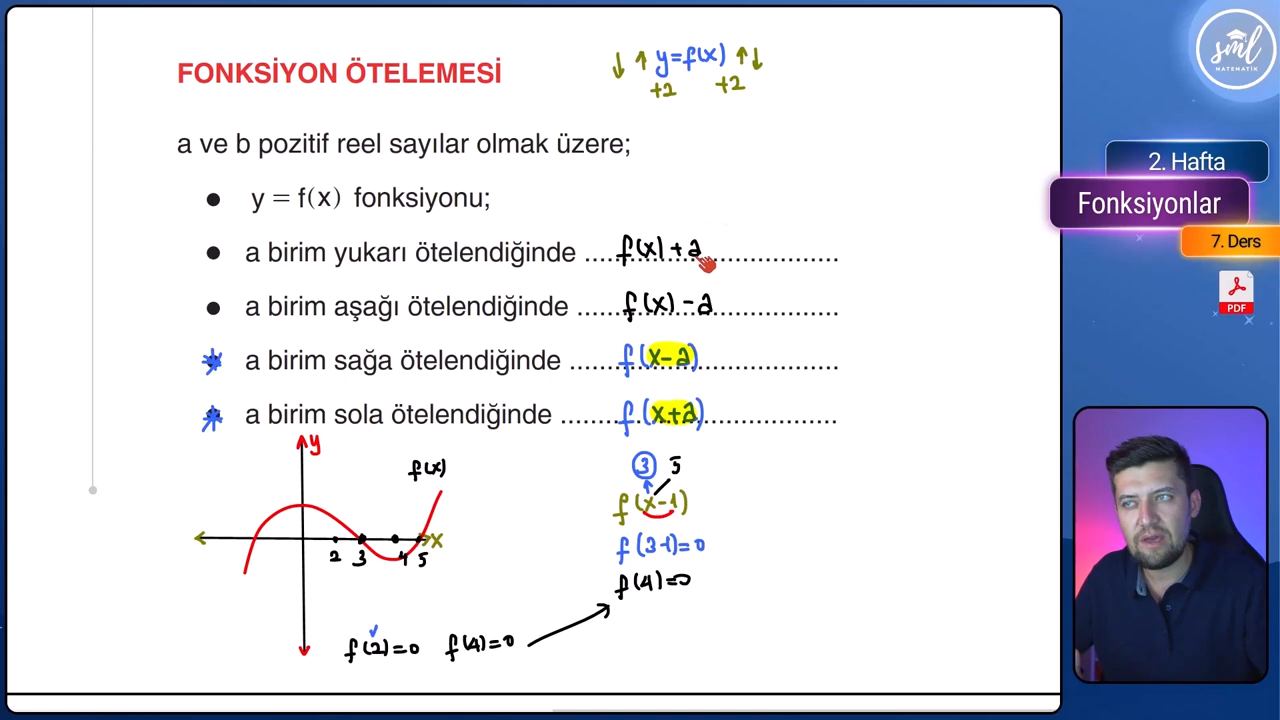 FONKSİYON ÖTELEMESİ
↓ ↑ y=f(x) ↑ ↓
+2 +2
a ve b pozitif reel sayılar olmak üzere;
● y = f(x) fonksiyonu;
● a birim yukarı ötelendiğinde .... f(x) + a ....
● a birim aşağı ötelendiğinde .... f(x) - a ....
● a birim sağa ötelendiğinde .... f(x-a) ....
● a birim sola ötelendiğinde .... f(x+a) ....
y
f(x)
x
2 3 4 5
f(2)=0 f(4)=0
3 5
f(x-1)
f(3-1)=0
f(4)=0
sml
MATEMATİK
2. Hafta
Fonksiyonlar
7. Ders
PDF